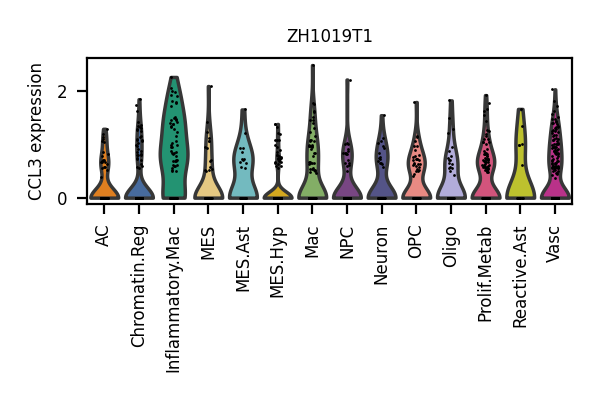 ZH1019T1
CCL3 expression
2
0
AC
Chromatin.Reg
Inflammatory.Mac
MES
MES.Ast
MES.Hyp
Mac
NPC
Neuron
OPC
Oligo
Prolif.Metab
Reactive.Ast
Vasc